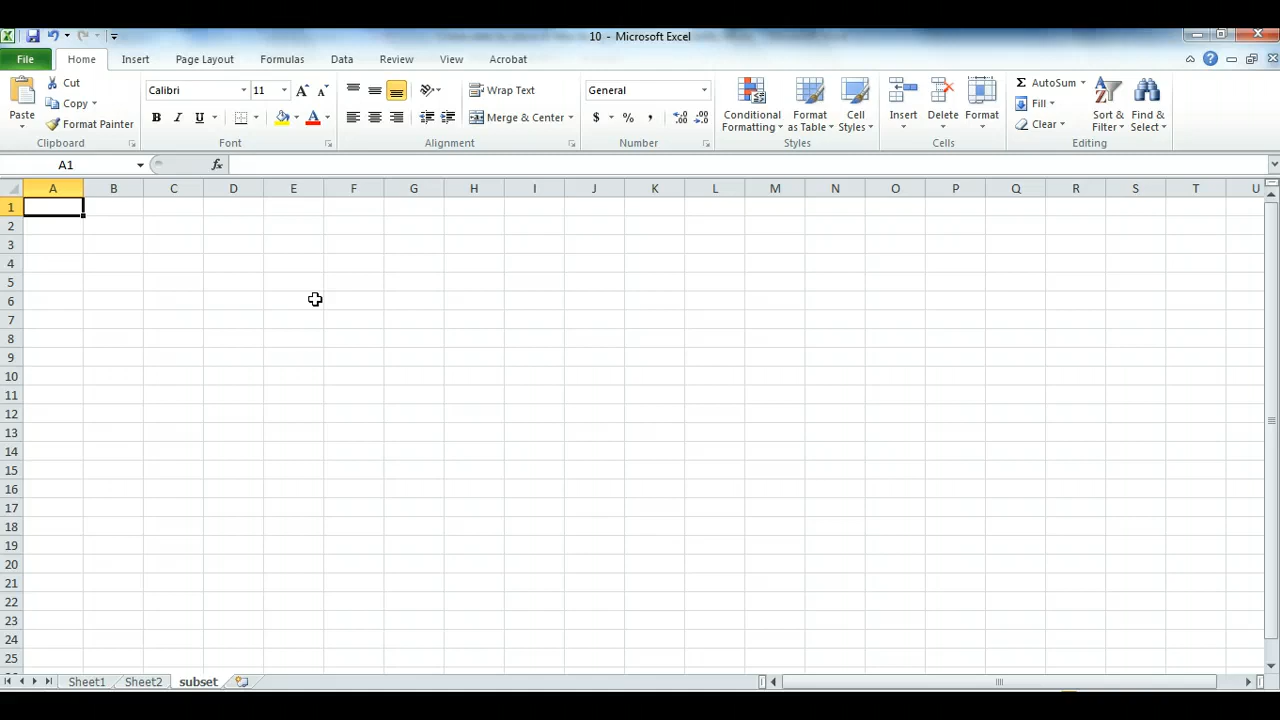 10 - Microsoft Excel
File Home Insert Page Layout Formulas Data Review View Acrobat
Paste
Cut
Copy
Format Painter
Clipboard
Calibri 11
B I U A
Font
Wrap Text
Merge & Center
Alignment
General
$ % ,
Number
Conditional Formatting
Format as Table
Cell Styles
Styles
Insert Delete Format
Cells
Σ AutoSum
Fill
Clear
Sort & Filter
Find & Select
Editing
A1 fx
A B C D E F G H I J K L M N O P Q R S T U
1
2
3
4
5
6
7
8
9
10
11
12
13
14
15
16
17
18
19
20
21
22
23
24
25
Sheet1 Sheet2 subset